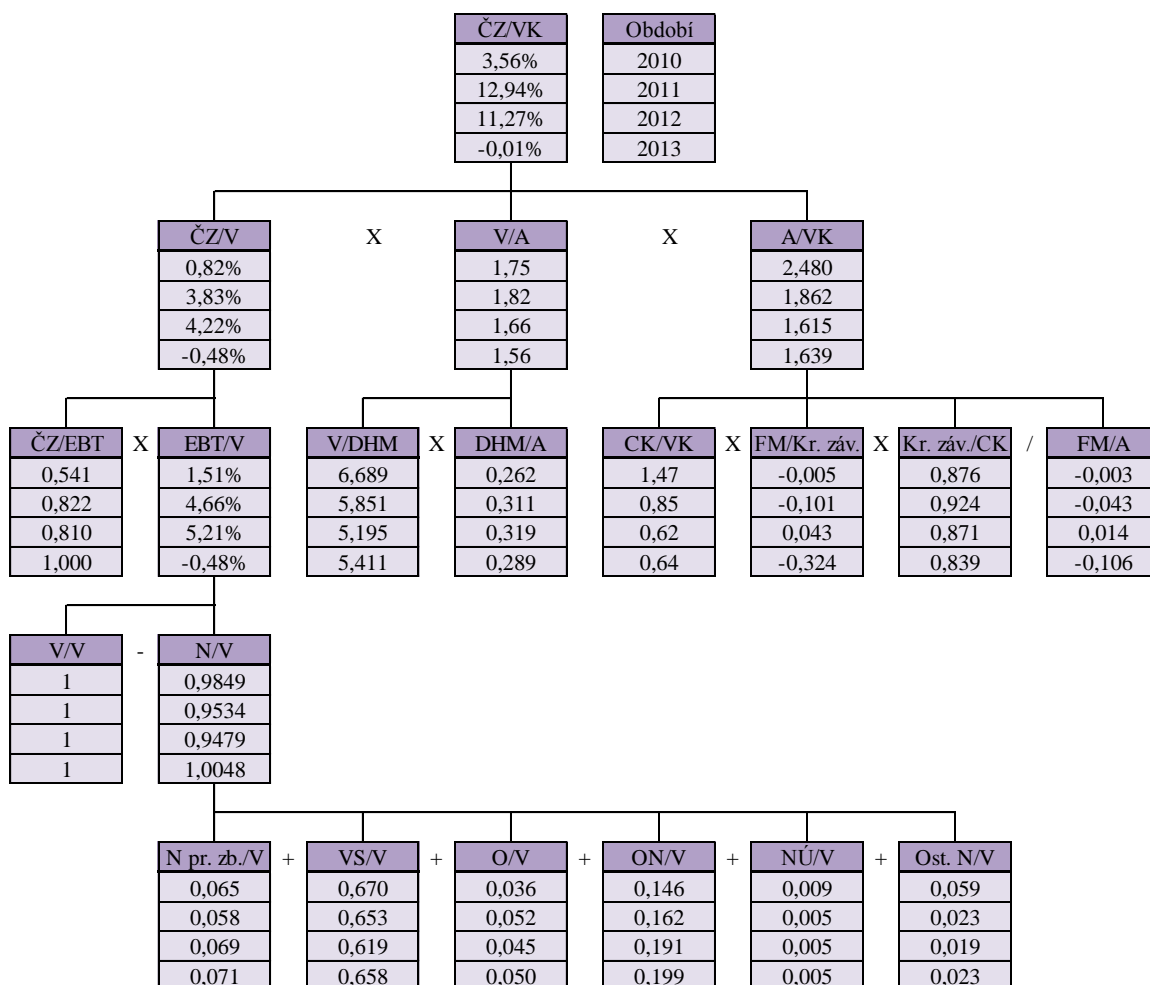 ČZ/VK Období
3,56% 2010
12,94% 2011
11,27% 2012
-0,01% 2013
ČZ/V X V/A X A/VK
0,82% 1,75 2,480
3,83% 1,82 1,862
4,22% 1,66 1,615
-0,48% 1,56 1,639
ČZ/EBT X EBT/V V/DHM X DHM/A CK/VK X FM/Kr. záv. X Kr. záv./CK / FM/A
0,541 1,51% 6,689 0,262 1,47 -0,005 0,876 -0,003
0,822 4,66% 5,851 0,311 0,85 -0,101 0,924 -0,043
0,810 5,21% 5,195 0,319 0,62 0,043 0,871 0,014
1,000 -0,48% 5,411 0,289 0,64 -0,324 0,839 -0,106
V/V - N/V
1 0,9849
1 0,9534
1 0,9479
1 1,0048
N pr. zb./V + VS/V + O/V + ON/V + NÚ/V + Ost. N/V
0,065 0,670 0,036 0,146 0,009 0,059
0,058 0,653 0,052 0,162 0,005 0,023
0,069 0,619 0,045 0,191 0,005 0,019
0,071 0,658 0,050 0,199 0,005 0,023